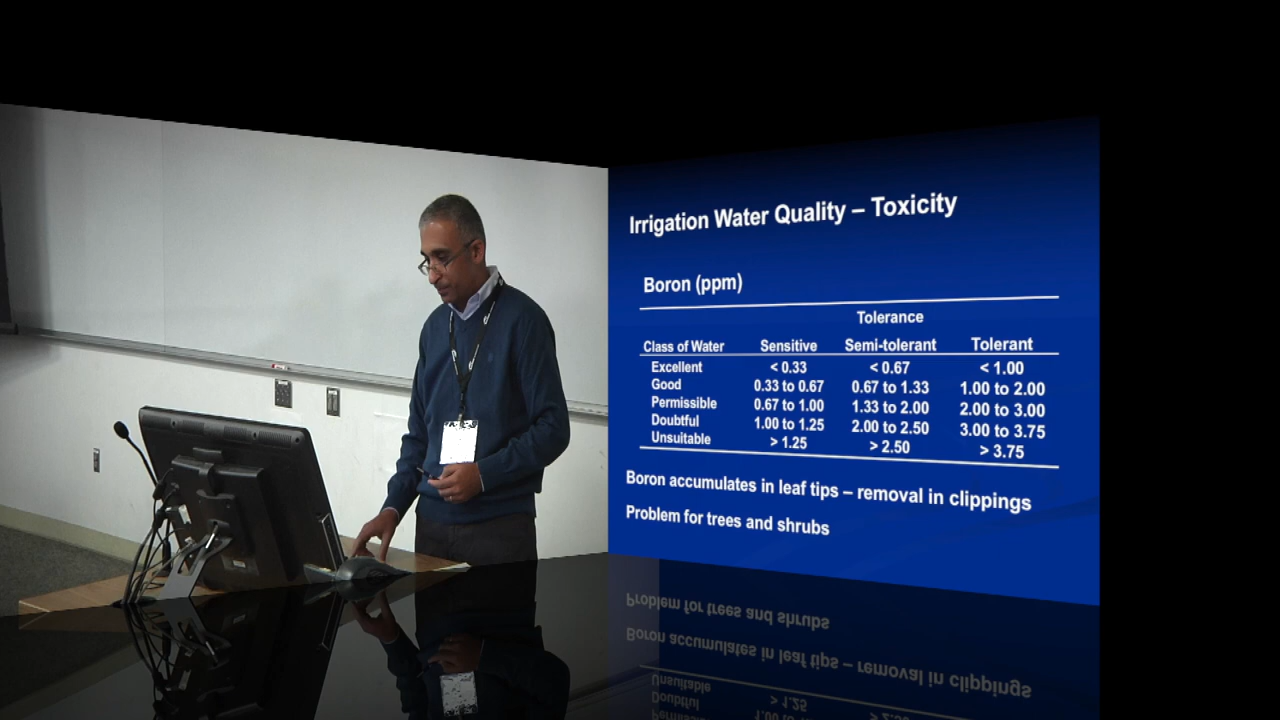 Irrigation Water Quality – Toxicity
Boron (ppm)
Tolerance
Class of Water Sensitive Semi-tolerant Tolerant
Excellent < 0.33 < 0.67 < 1.00
Good 0.33 to 0.67 0.67 to 1.33 1.00 to 2.00
Permissible 0.67 to 1.00 1.33 to 2.00 2.00 to 3.00
Doubtful 1.00 to 1.25 2.00 to 2.50 3.00 to 3.75
Unsuitable > 1.25 > 2.50 > 3.75
Boron accumulates in leaf tips – removal in clippings
Problem for trees and shrubs